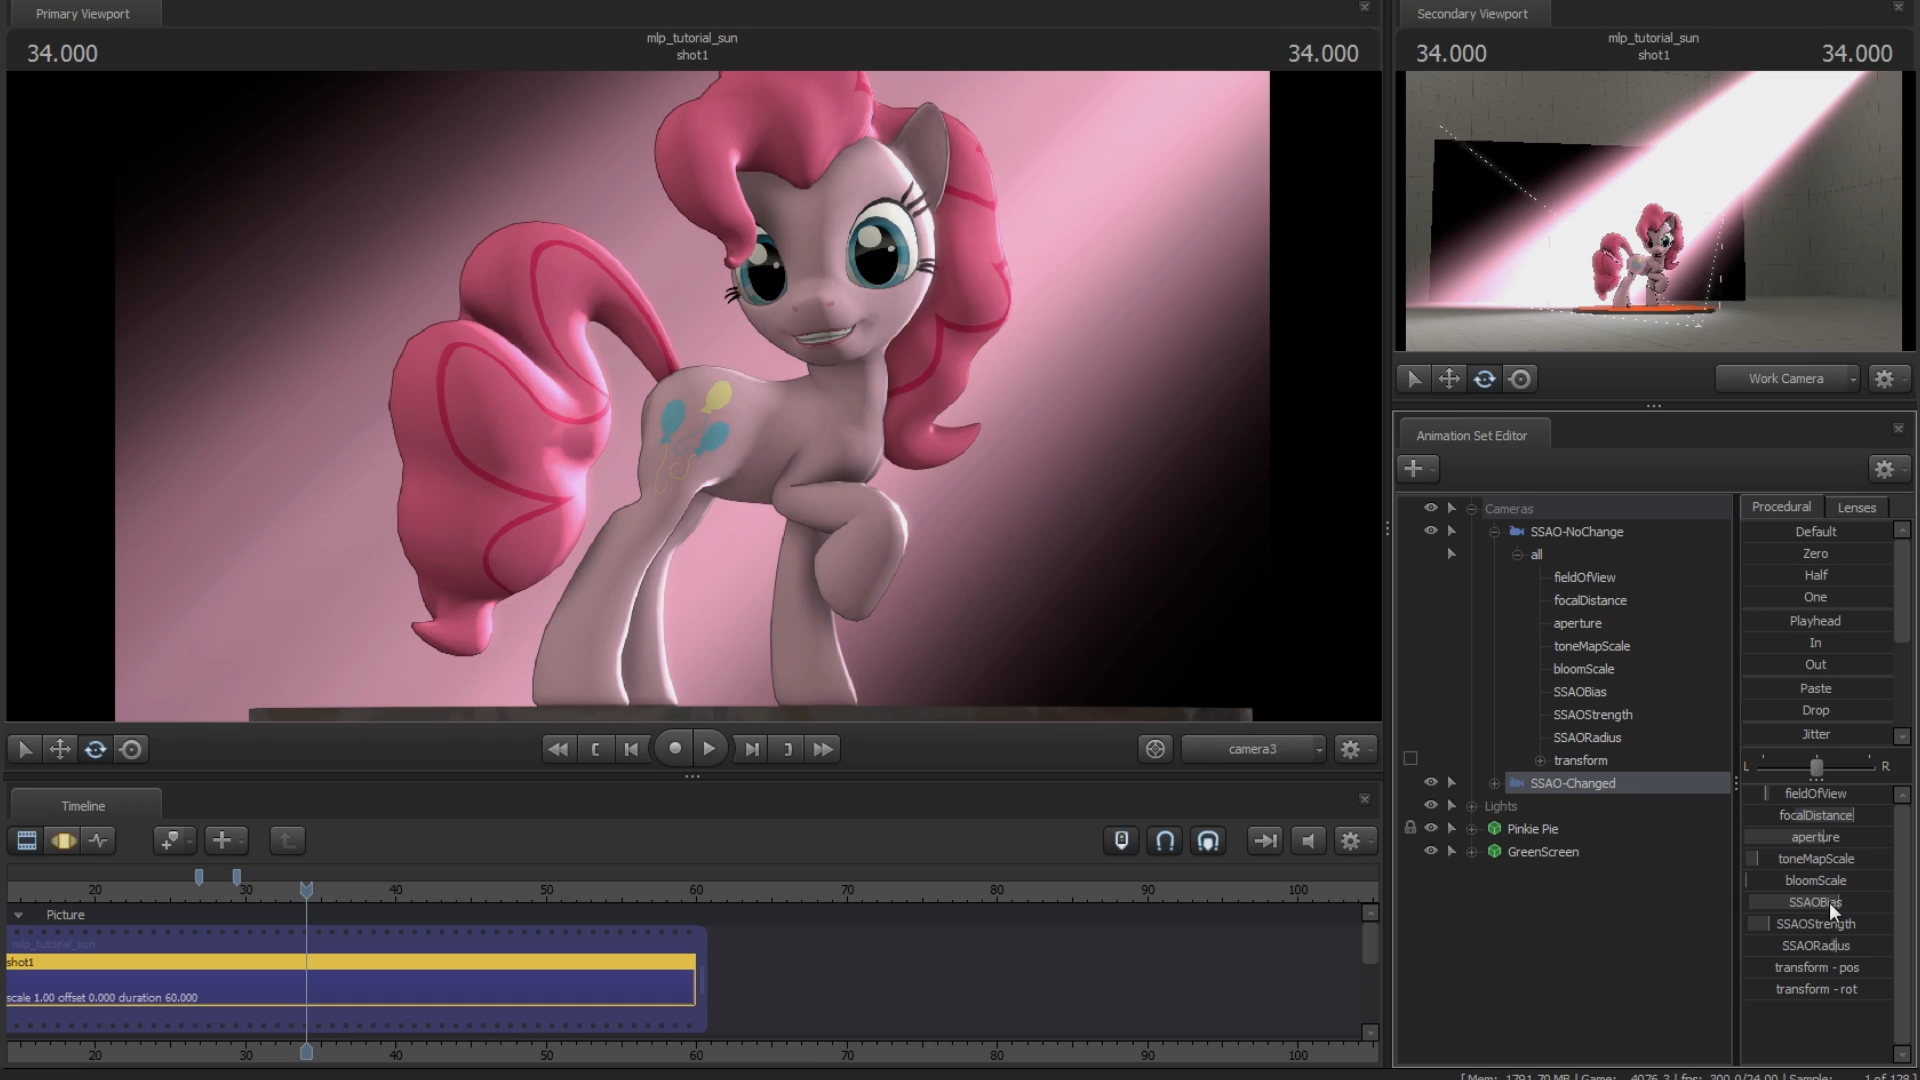 Primary Viewport
34.000
mlp_tutorial_sun
shot1
34.000
Secondary Viewport
34.000
mlp_tutorial_sun
shot1
34.000
Work Camera
Animation Set Editor
Cameras
SSAO-NoChange
all
fieldOfView
focalDistance
aperture
toneMapScale
bloomScale
SSAOBias
SSAOStrength
SSAORadius
transform
SSAO-Changed
Lights
Pinkie Pie
GreenScreen
Procedural
Lenses
Default
Zero
Half
One
Playhead
In
Out
Paste
Drop
Jitter
L
R
fieldOfView
focalDistance
aperture
toneMapScale
bloomScale
SSAOBias
SSAOStrength
SSAORadius
transform - pos
transform - rot
camera3
Timeline
20 30 40 50 60 70 80 90 100
Picture
mlp_tutorial_sun
shot1
scale 1.00 offset 0.000 duration 60.000
20 30 40 50 60 70 80 90 100